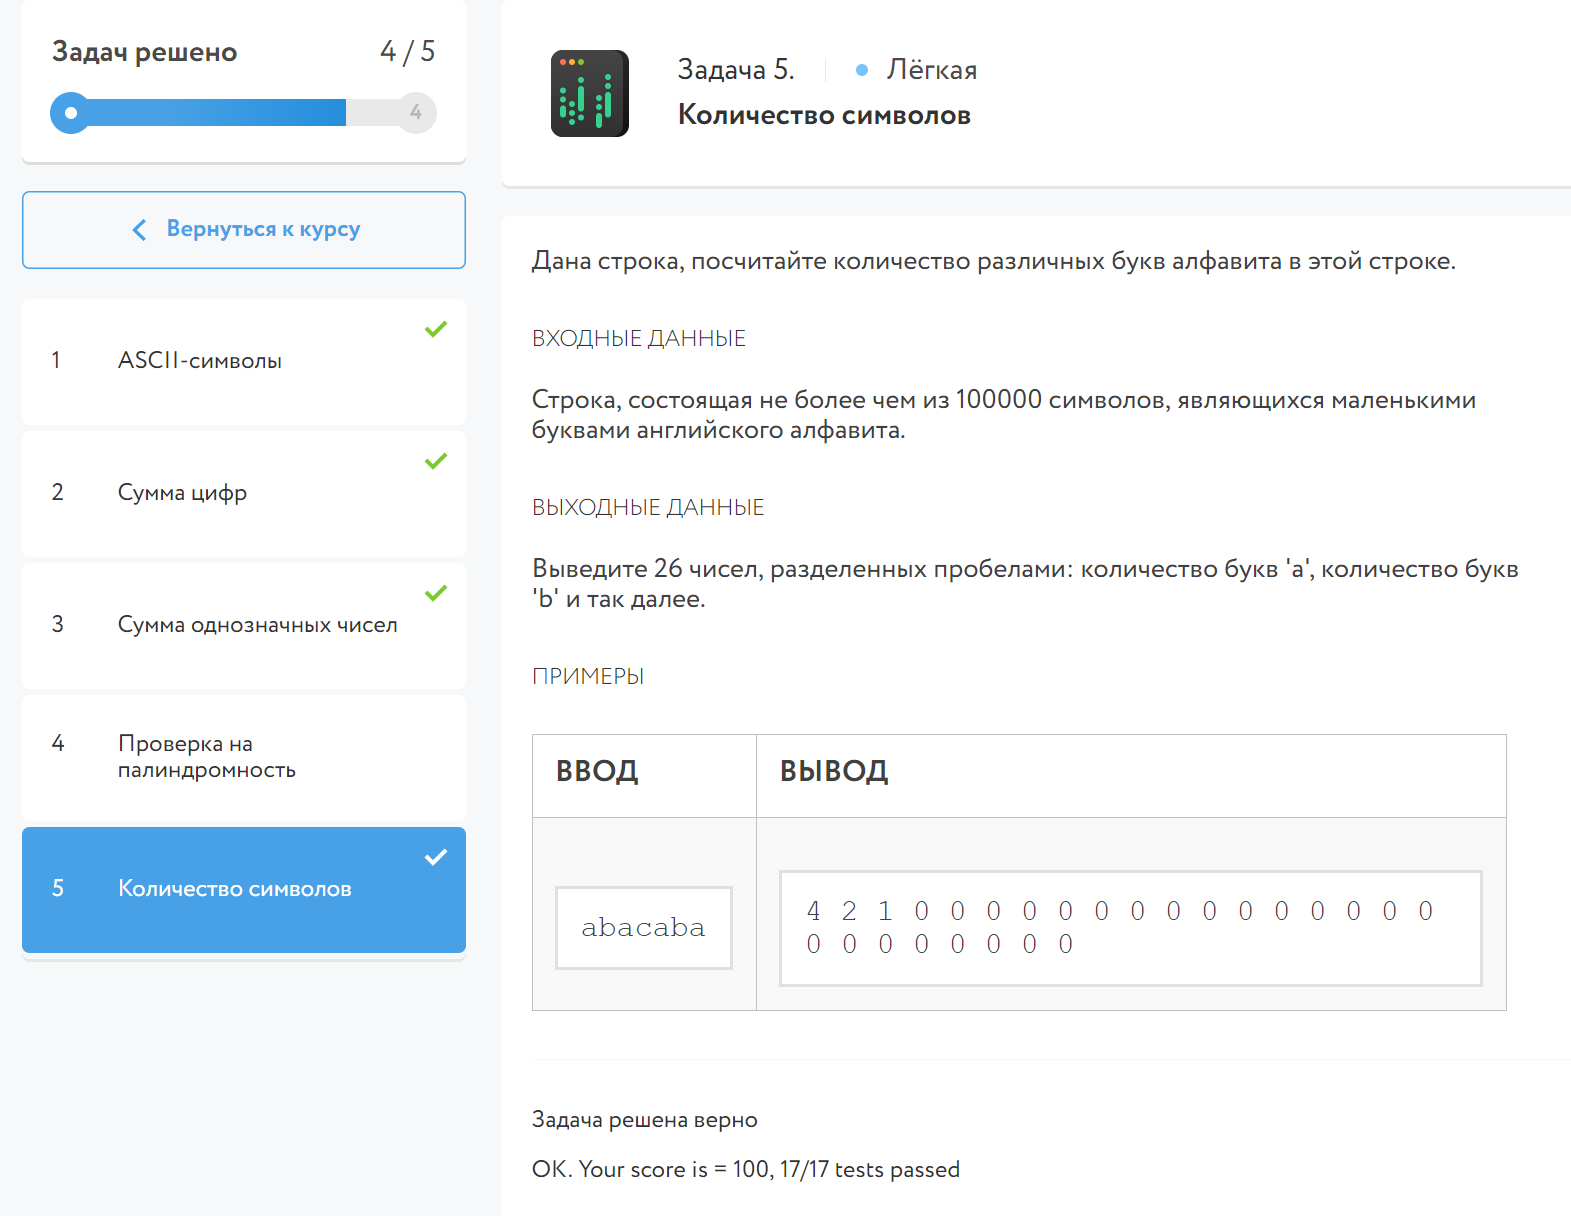 Задач решено 4 / 5
4
Вернуться к курсу
1 ASCII-символы
2 Сумма цифр
3 Сумма однозначных чисел
4 Проверка на
палиндромность
5 Количество символов
Задача 5. Лёгкая
Количество символов
Дана строка, посчитайте количество различных букв алфавита в этой строке.
ВХОДНЫЕ ДАННЫЕ
Строка, состоящая не более чем из 100000 символов, являющихся маленькими
буквами английского алфавита.
ВЫХОДНЫЕ ДАННЫЕ
Выведите 26 чисел, разделенных пробелами: количество букв 'a', количество букв
'b' и так далее.
ПРИМЕРЫ
ВВОД ВЫВОД
abacaba
4 2 1 0 0 0 0 0 0 0 0 0 0 0 0 0 0 0
0 0 0 0 0 0 0 0
Задача решена верно
OK. Your score is = 100, 17/17 tests passed